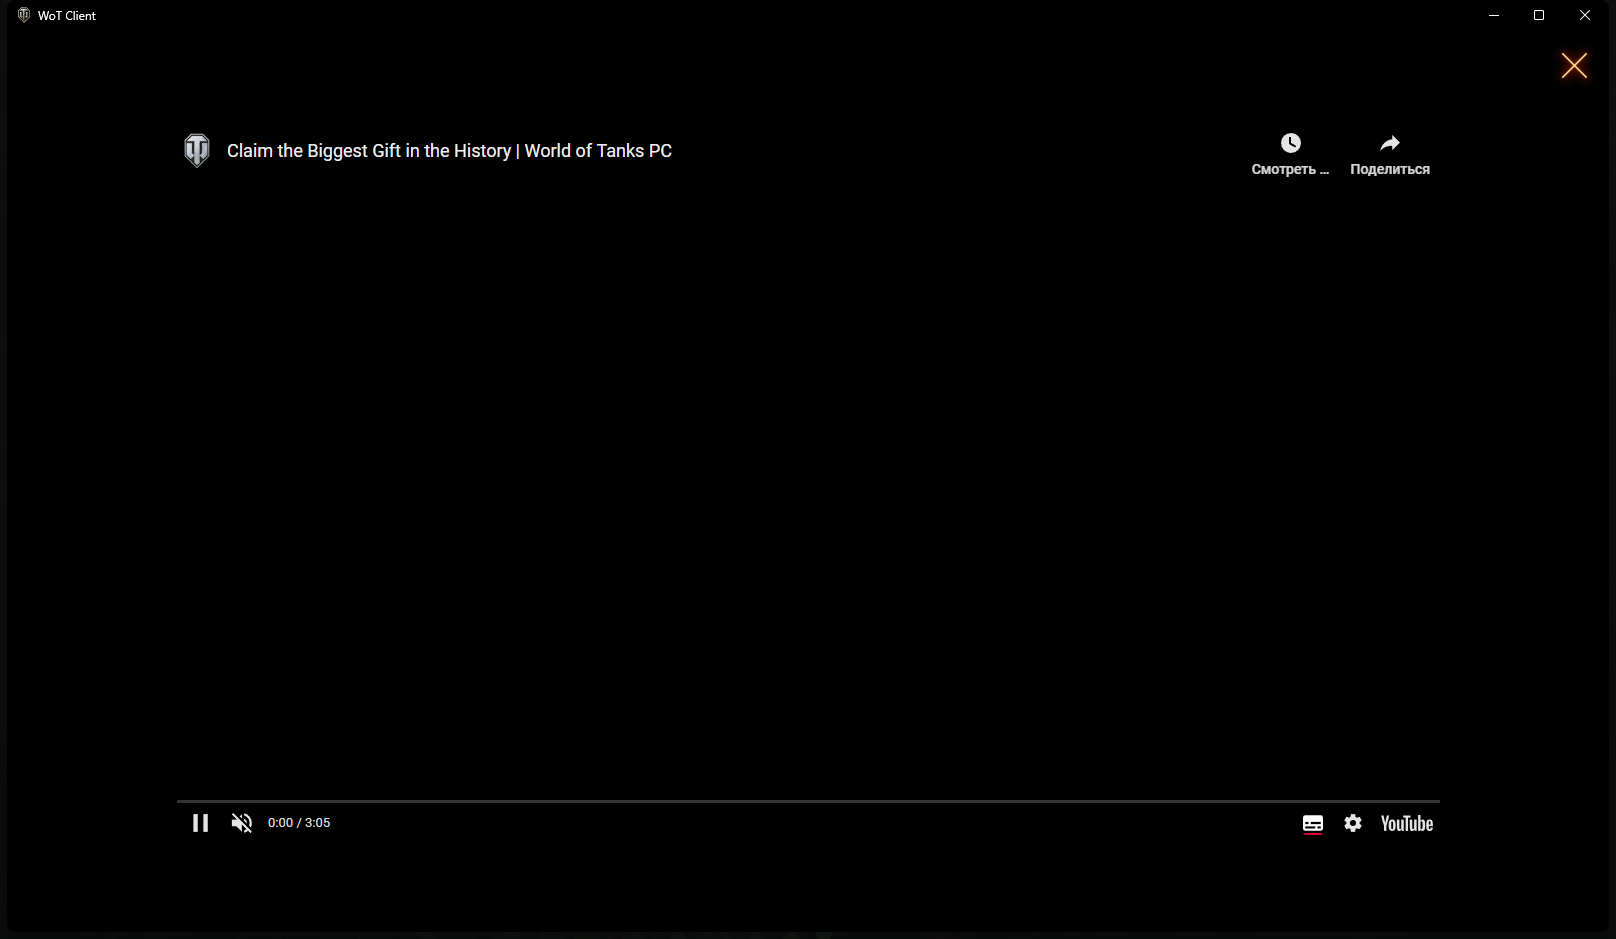 WoT Client
Claim the Biggest Gift in the History | World of Tanks PC
Смотреть ...
Поделиться
0:00 / 3:05
YouTube